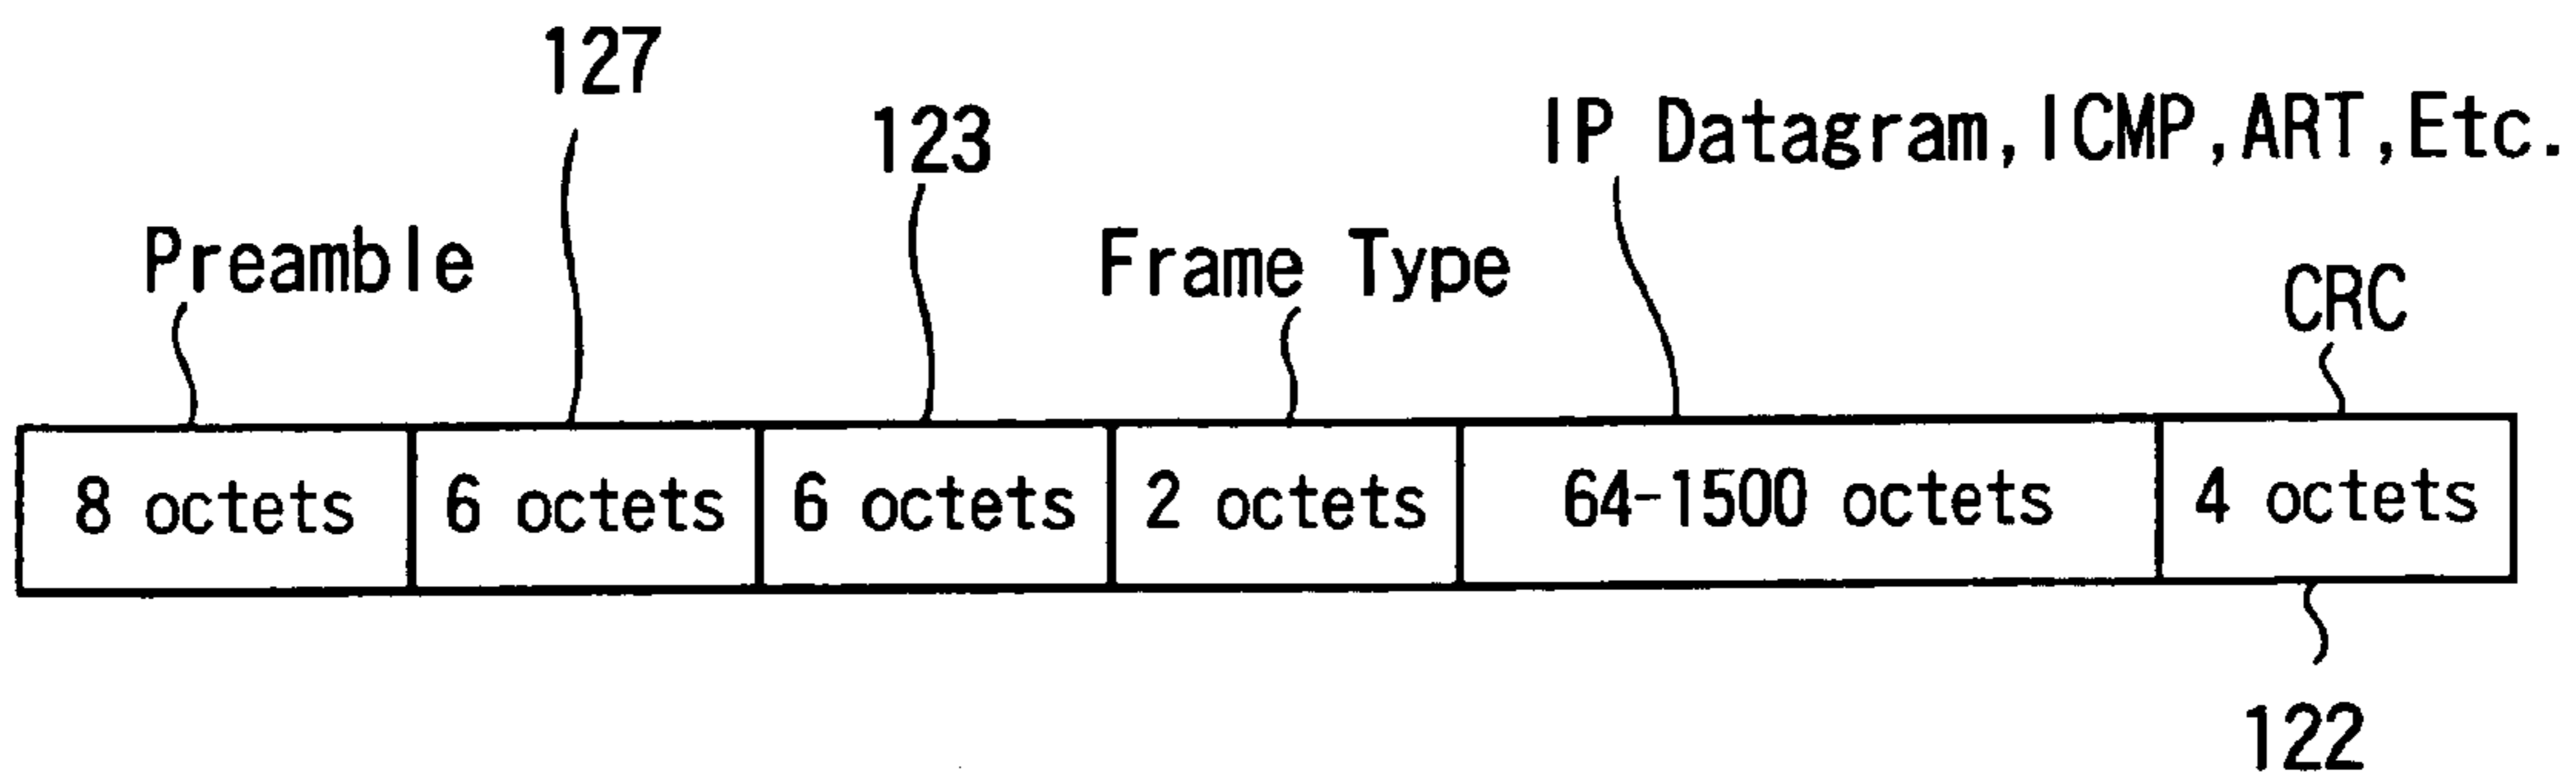 127
123
IP Datagram, ICMP, ART, Etc.
Preamble
Frame Type
CRC
8 octets
6 octets
6 octets
2 octets
64-1500 octets
4 octets
122